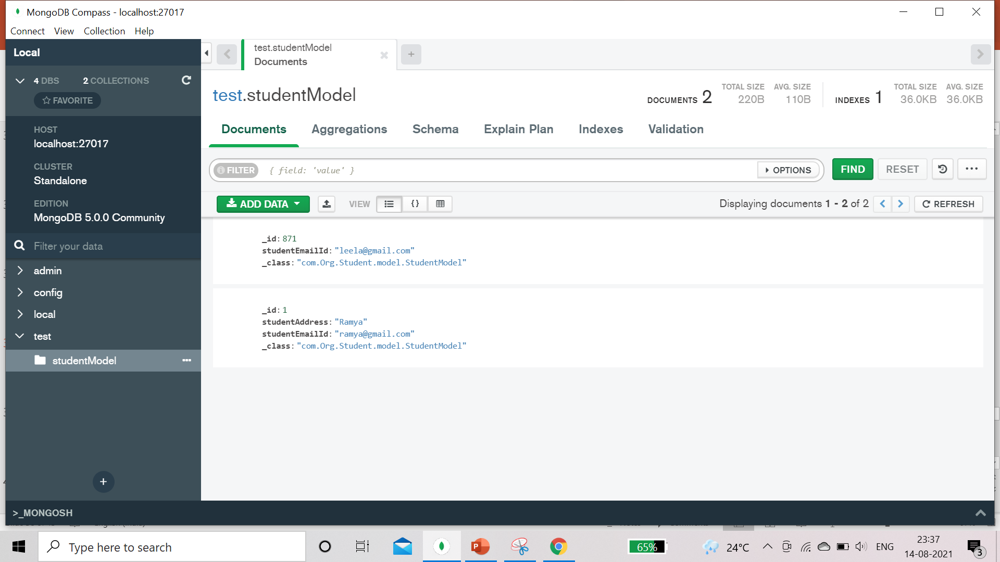 MongoDB Compass - localhost:27017
Connect View Collection Help
Local
4 DBS 2 COLLECTIONS
FAVORITE
HOST
localhost:27017
CLUSTER
Standalone
EDITION
MongoDB 5.0.0 Community
Filter your data
admin
config
local
test
studentModel
test.studentModel
Documents
test.studentModel
DOCUMENTS 2 TOTAL SIZE 220B AVG. SIZE 110B INDEXES 1 TOTAL SIZE 36.0KB AVG. SIZE 36.0KB
Documents Aggregations Schema Explain Plan Indexes Validation
FILTER { field: 'value' } OPTIONS FIND RESET
ADD DATA VIEW {} Displaying documents 1 - 2 of 2 REFRESH
_id: 871
studentEmailId: "leela@gmail.com"
_class: "com.Org.Student.model.StudentModel"
_id: 1
studentAddress: "Ramya"
studentEmailId: "ramya@gmail.com"
_class: "com.Org.Student.model.StudentModel"
>_MONGOSH
Type here to search
65%
24°C
ENG
23:37
14-08-2021
3